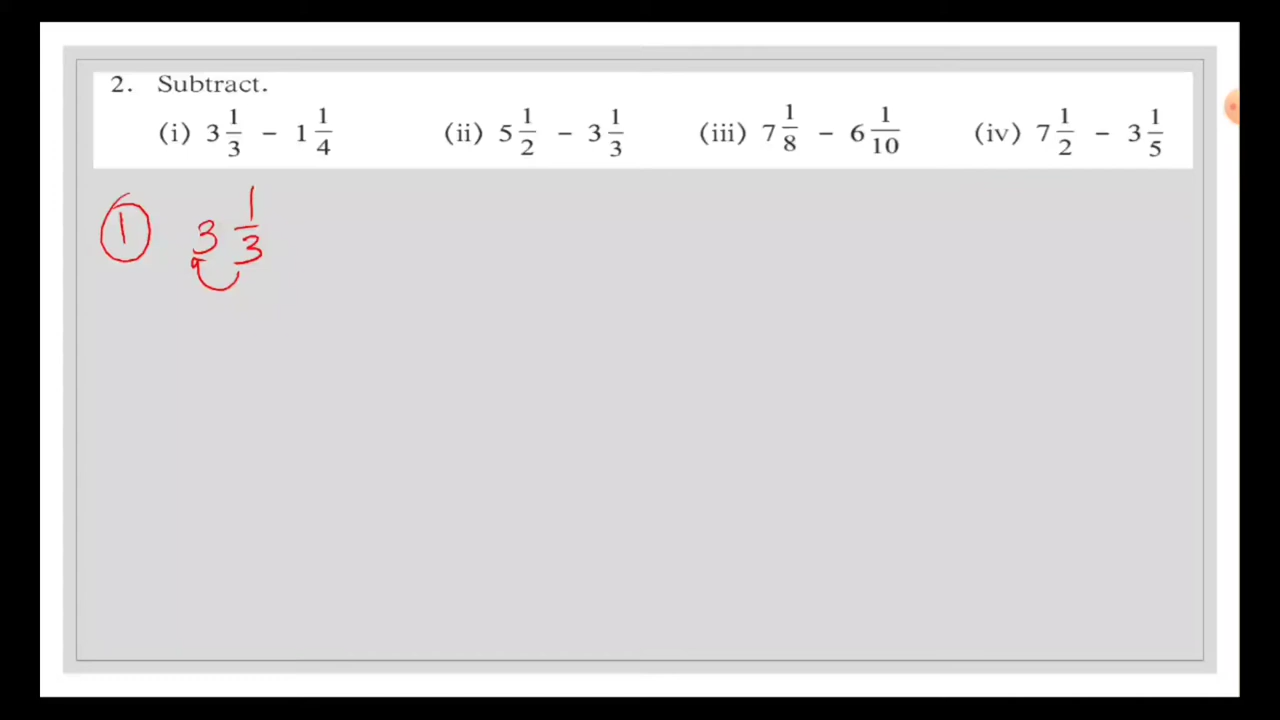 2. Subtract.
(i) 3 1/3 − 1 1/4 (ii) 5 1/2 − 3 1/3 (iii) 7 1/8 − 6 1/10 (iv) 7 1/2 − 3 1/5
1 3 1/3